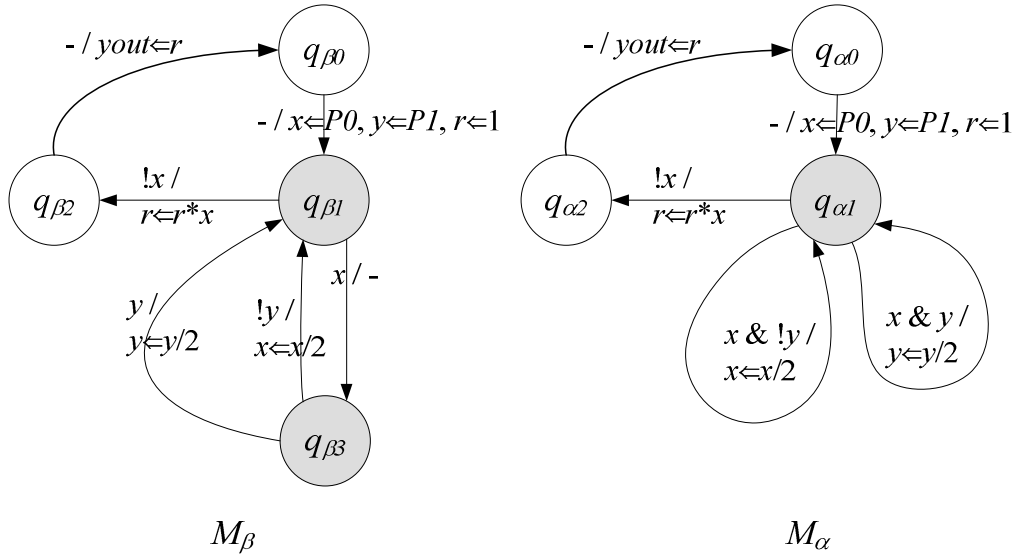 - / yout⇐r
qβ0
- / x⇐P0, y⇐P1, r⇐1
!x /
r⇐r*x
qβ2
qβ1
x / -
y /
y⇐y/2
!y /
x⇐x/2
qβ3
Mβ
- / yout⇐r
qα0
- / x⇐P0, y⇐P1, r⇐1
!x /
r⇐r*x
qα2
qα1
x & !y /
x⇐x/2
x & y /
y⇐y/2
Mα